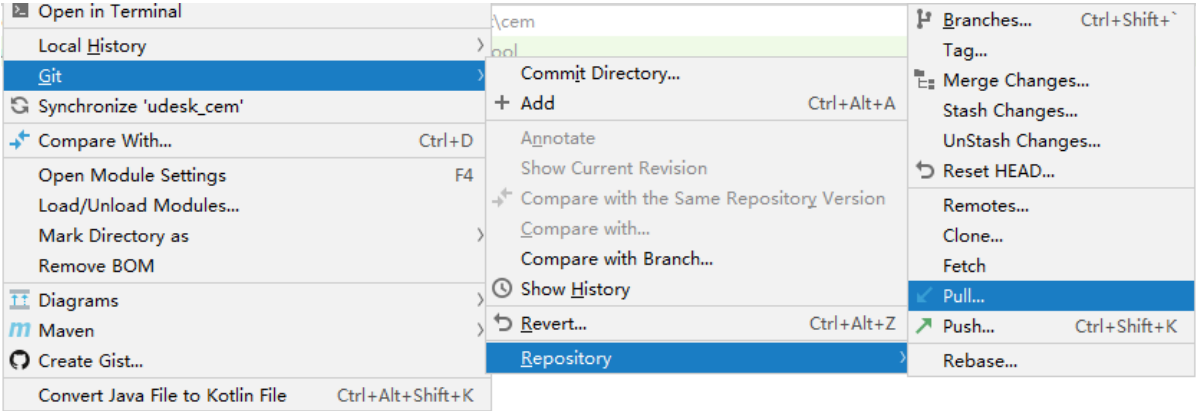 Open in Terminal
Local History
Git
Synchronize 'udesk_cem'
Compare With... Ctrl+D
Open Module Settings F4
Load/Unload Modules...
Mark Directory as
Remove BOM
Diagrams
Maven
Create Gist...
Convert Java File to Kotlin File Ctrl+Alt+Shift+K
\cem
ool
Commit Directory...
Add Ctrl+Alt+A
Annotate
Show Current Revision
Compare with the Same Repository Version
Compare with...
Compare with Branch...
Show History
Revert... Ctrl+Alt+Z
Repository
Branches... Ctrl+Shift+`
Tag...
Merge Changes...
Stash Changes...
UnStash Changes...
Reset HEAD...
Remotes...
Clone...
Fetch
Pull...
Push... Ctrl+Shift+K
Rebase...